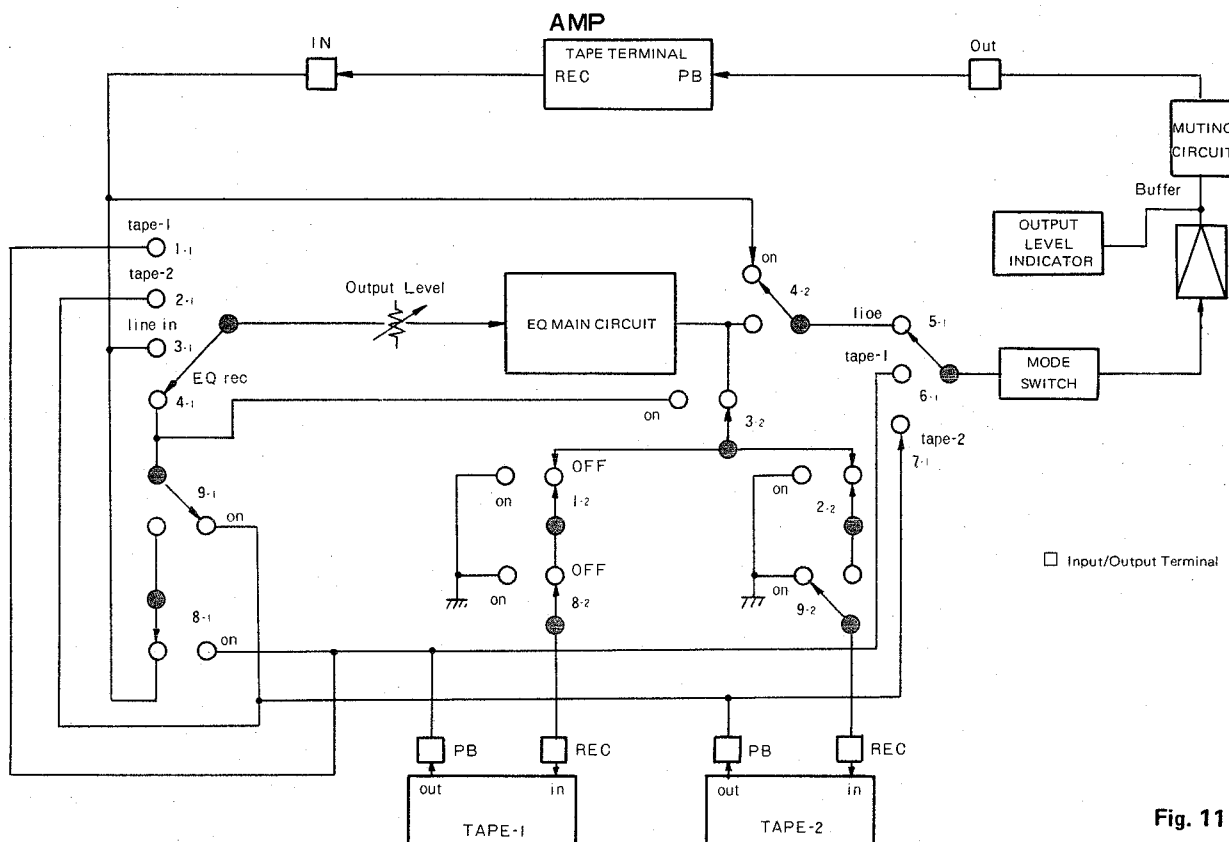 AMP
IN
TAPE TERMINAL
REC PB
Out
MUTING
CIRCUIT
Buffer
OUTPUT
LEVEL
INDICATOR
tape-1
1-1
tape-2
2-1
line in
3-1
EQ rec
4-1
Output Level
EQ MAIN CIRCUIT
on
4-2
lioe
5-1
tape-1
6-1
MODE
SWITCH
tape-2
7-1
on
3-2
9-1
on
OFF
on
1-2
OFF
on
8-2
on
2-2
on
9-2
8-1
on
Input/Output Terminal
PB
REC
PB
REC
out in
TAPE-1
out in
TAPE-2
Fig. 11